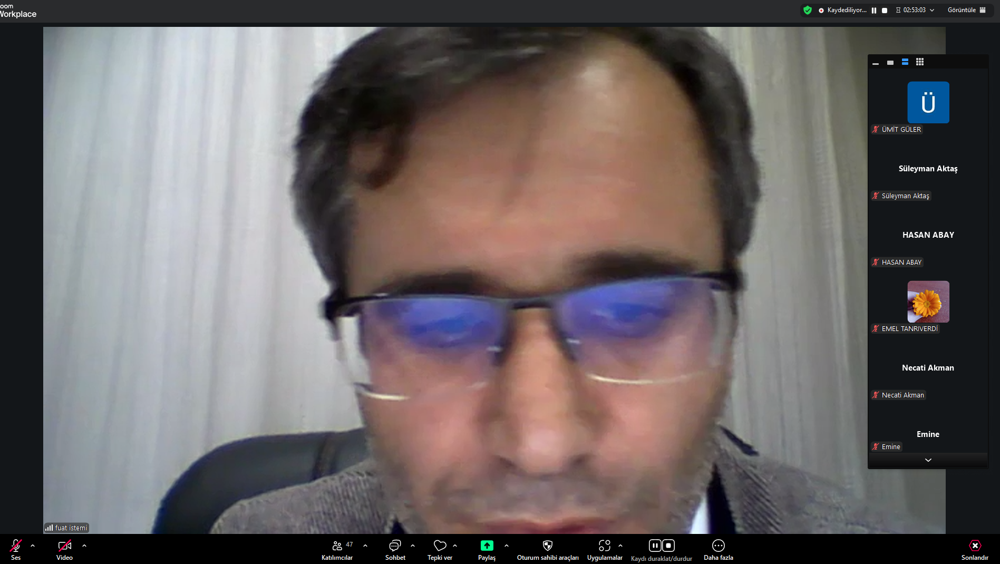 oom
Workplace
Kaydediliyor...
02:53:03
Görüntüle
Ü
ÜMİT GÜLER
Süleyman Aktaş
Süleyman Aktaş
HASAN ABAY
HASAN ABAY
EMEL TANRIVERDİ
Necati Akman
Necati Akman
Emine
Emine
fuat istemi
Ses
Video
47
Katılımcılar
Sohbet
Tepki ver
Paylaş
Oturum sahibi araçları
Uygulamalar
Kaydı duraklat/durdur
Daha fazla
Sonlandır